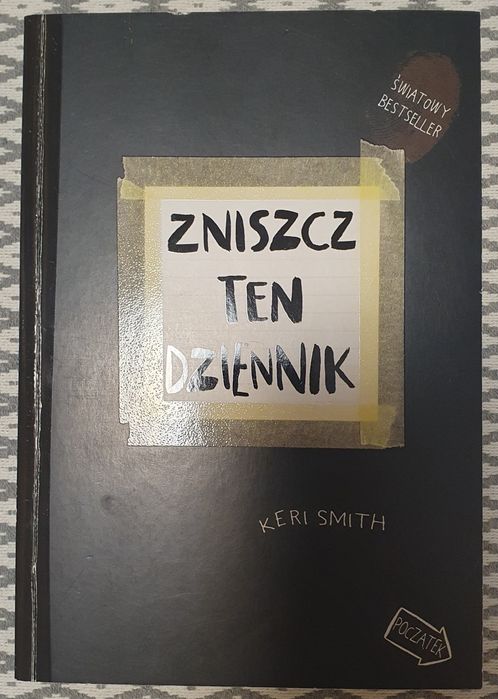 ŚWIATOWY
BESTSELLER
ZNISZCZ
TEN
DZIENNIK
KERI SMITH
POCZĄTEK